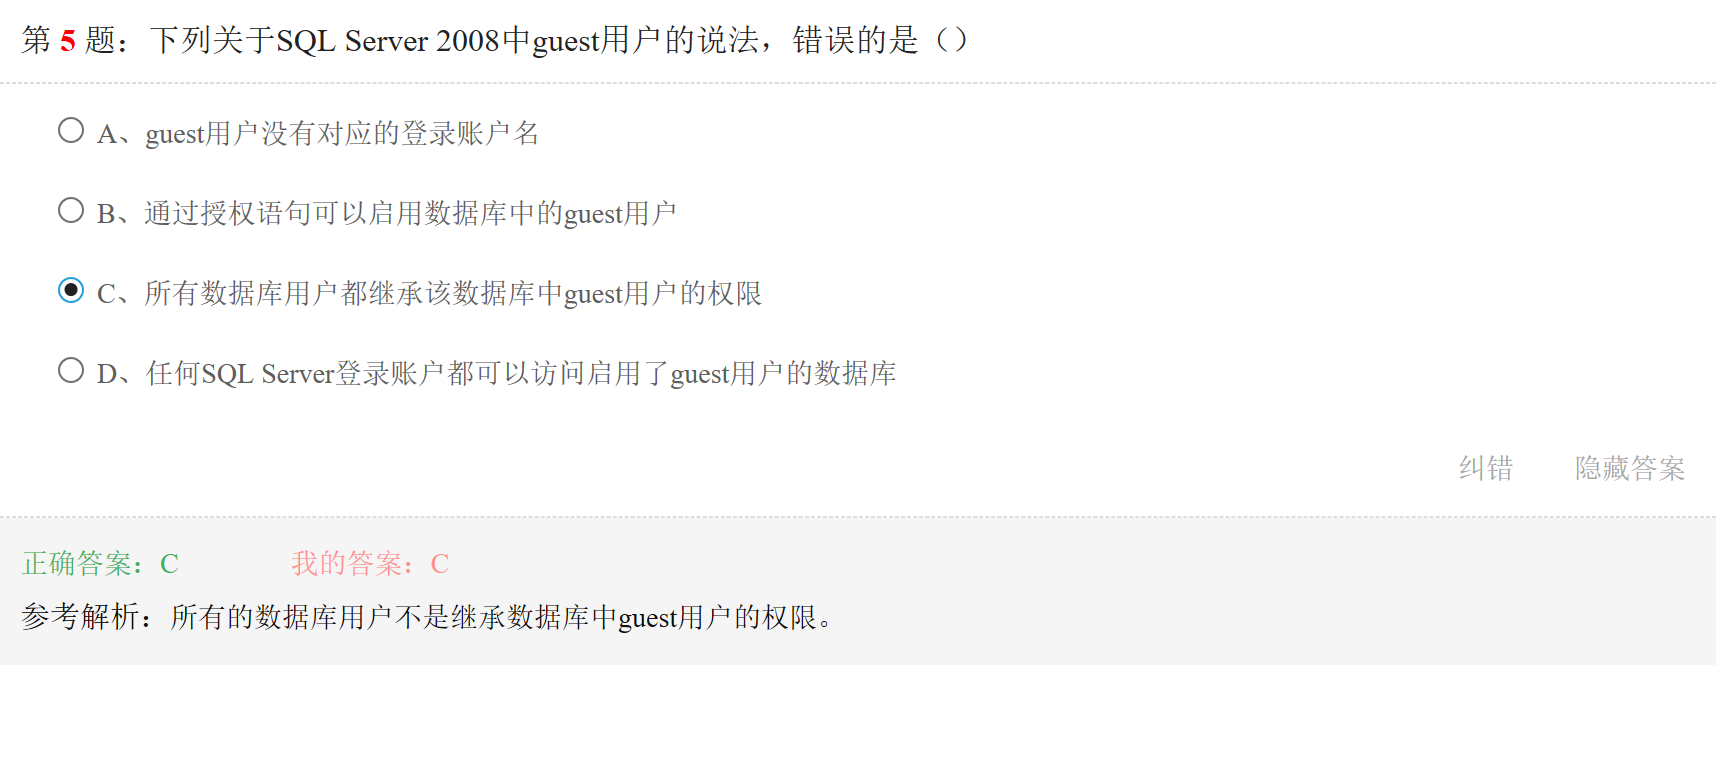 第 5 题：下列关于SQL Server 2008中guest用户的说法，错误的是（）
A、guest用户没有对应的登录账户名
B、通过授权语句可以启用数据库中的guest用户
C、所有数据库用户都继承该数据库中guest用户的权限
D、任何SQL Server登录账户都可以访问启用了guest用户的数据库
纠错 隐藏答案
正确答案：C 我的答案：C
参考解析：所有的数据库用户不是继承数据库中guest用户的权限。